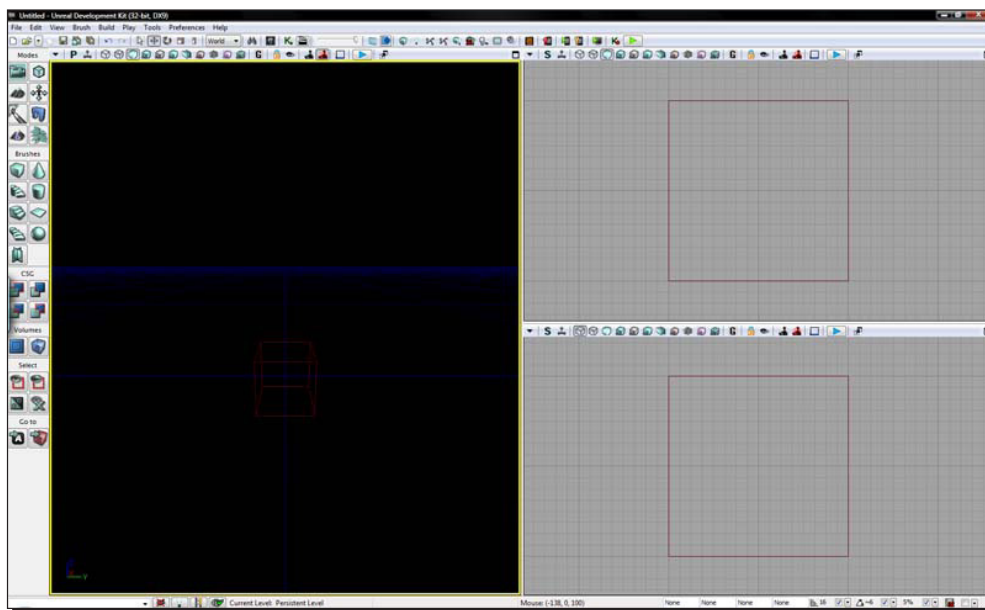 Untitled - Unreal Development Kit (32-bit, DX9)
File Edit View Brush Build Play Tools Preferences Help
World
Modes
P
G
S
G
Brushes
CSG
Volumes
S
G
Select
Go to
Current Level: Persistent Level
Mouse: (-138, 0, 100)
None None None None 16 5%